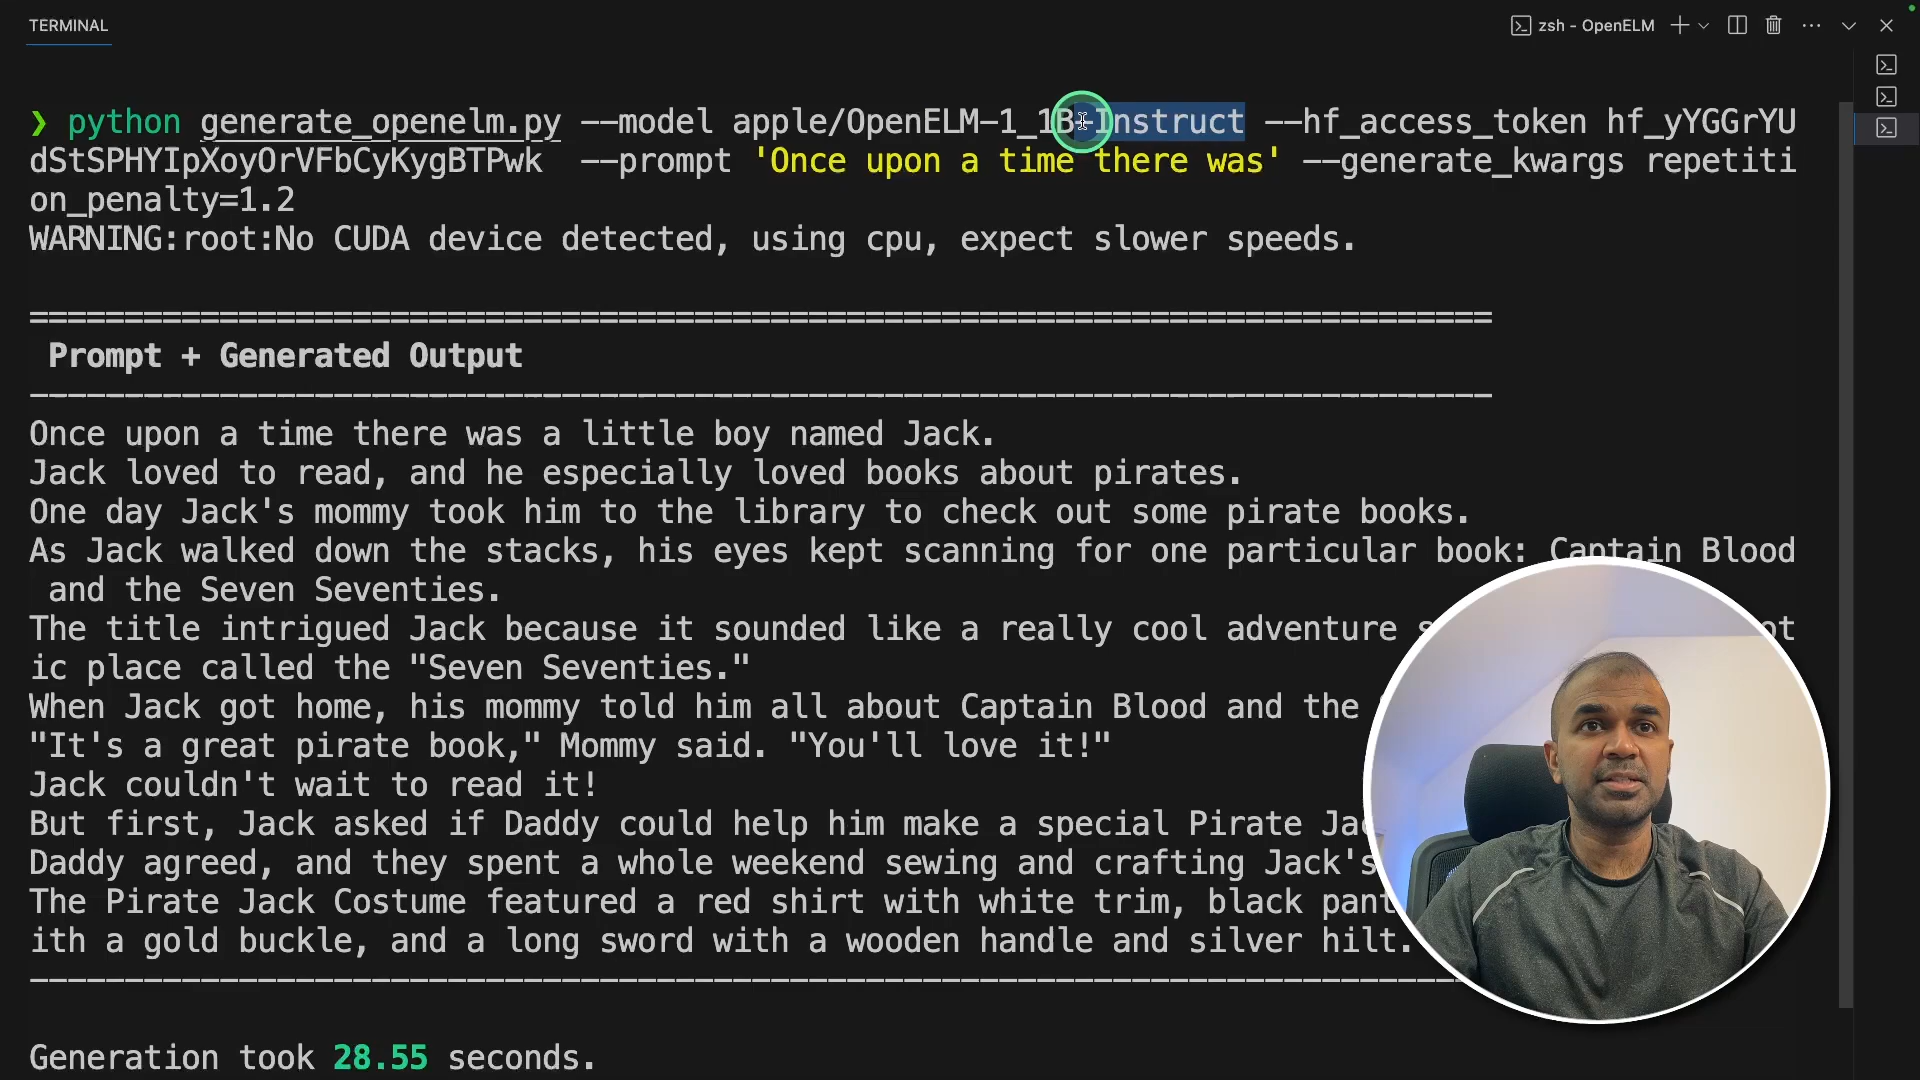 TERMINAL
zsh - OpenELM
❯ python generate_openelm.py --model apple/OpenELM-1_1B-Instruct --hf_access_token hf_yYGGrYU
dStSPHYIpXoyOrVFbCyKygBTPwk --prompt 'Once upon a time there was' --generate_kwargs repetiti
on_penalty=1.2
WARNING:root:No CUDA device detected, using cpu, expect slower speeds.
Prompt + Generated Output
Once upon a time there was a little boy named Jack.
Jack loved to read, and he especially loved books about pirates.
One day Jack's mommy took him to the library to check out some pirate books.
As Jack walked down the stacks, his eyes kept scanning for one particular book: Captain Blood
and the Seven Seventies.
The title intrigued Jack because it sounded like a really cool adventure
ic place called the "Seven Seventies."
When Jack got home, his mommy told him all about Captain Blood and the
"It's a great pirate book," Mommy said. "You'll love it!"
Jack couldn't wait to read it!
But first, Jack asked if Daddy could help him make a special Pirate
Daddy agreed, and they spent a whole weekend sewing and crafting Jack's
The Pirate Jack Costume featured a red shirt with white trim, black
ith a gold buckle, and a long sword with a wooden handle and silver hilt.
Generation took 28.55 seconds.